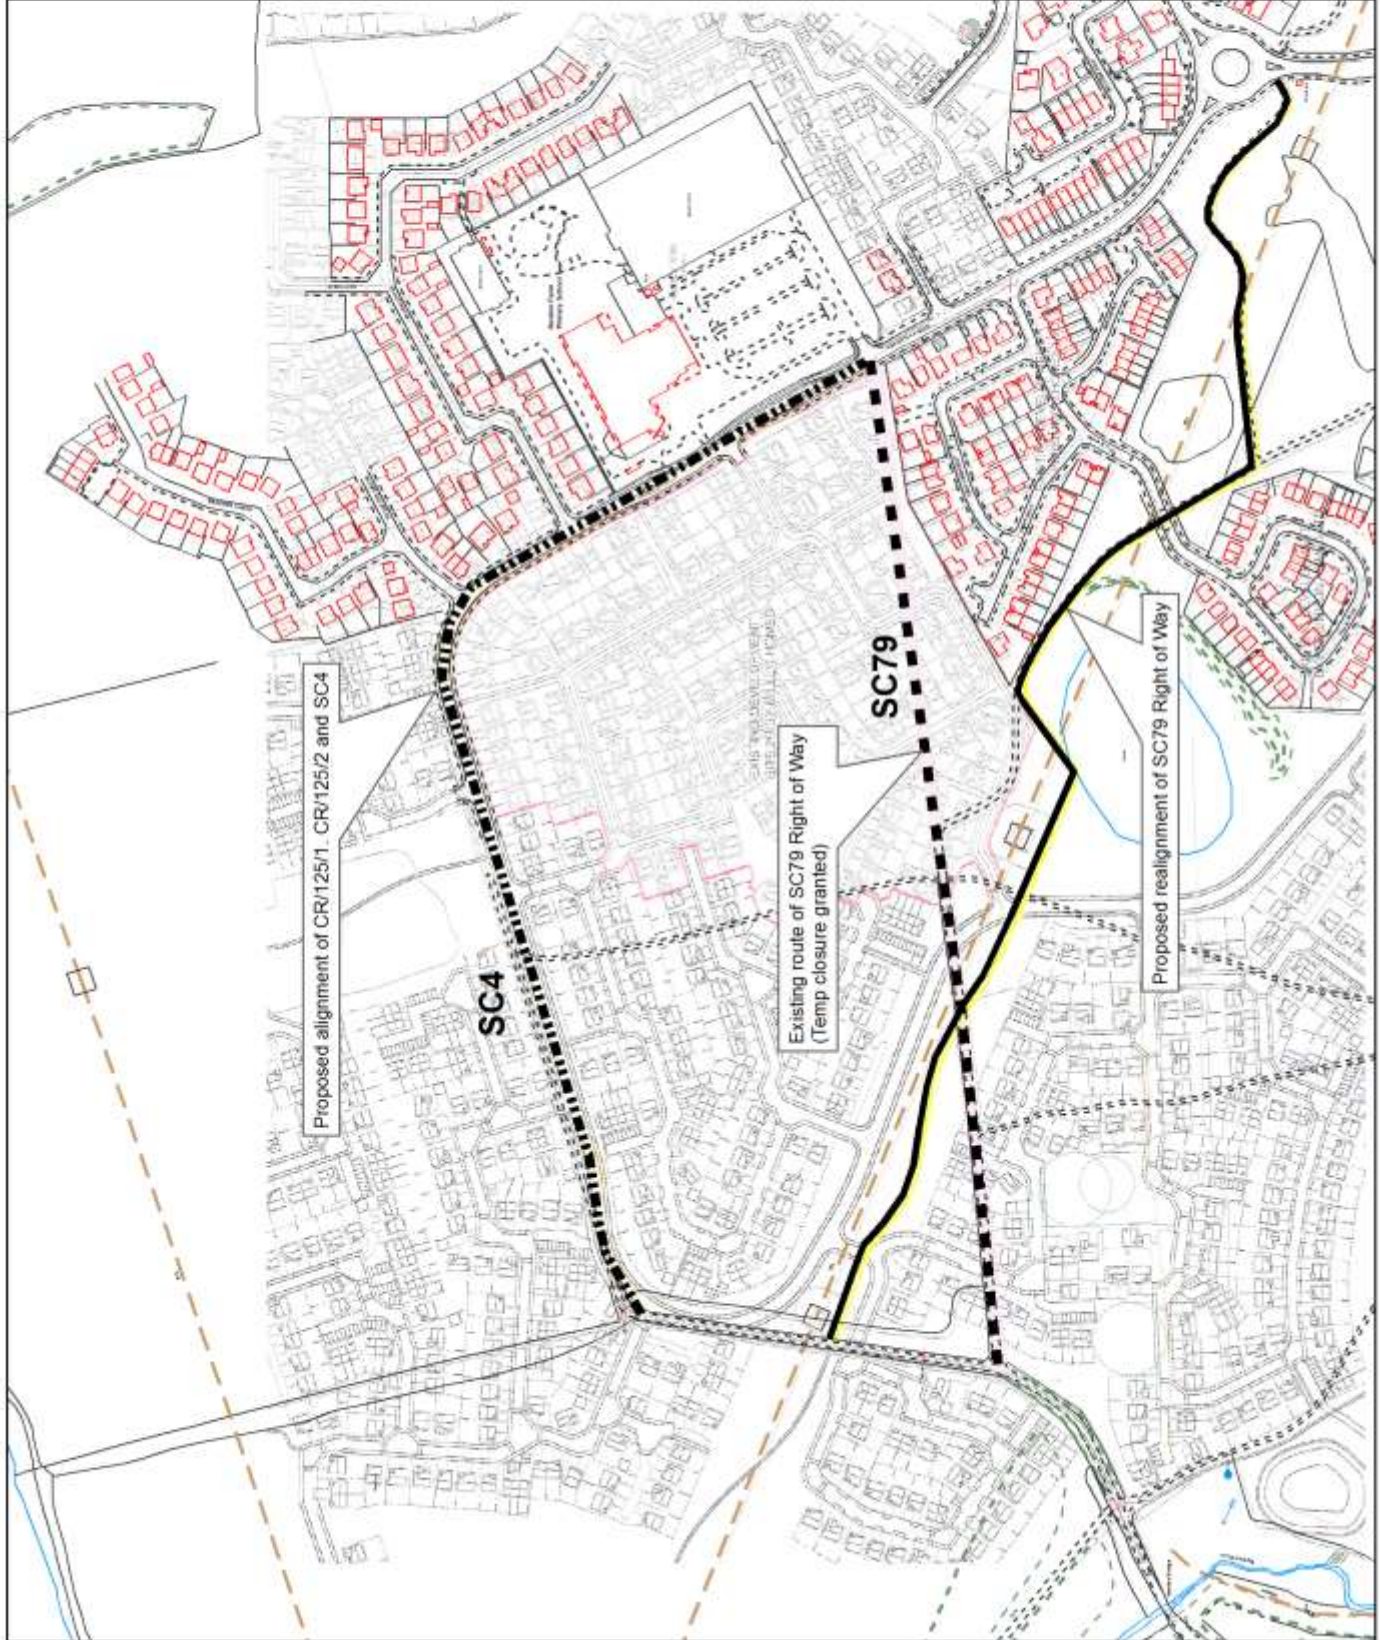 Proposed alignment of CR/125/1. CR/125/2 and SC4
SC4
SC79
Existing route of SC79 Right of Way
(Temp closure granted)
Proposed realignment of SC79 Right of Way